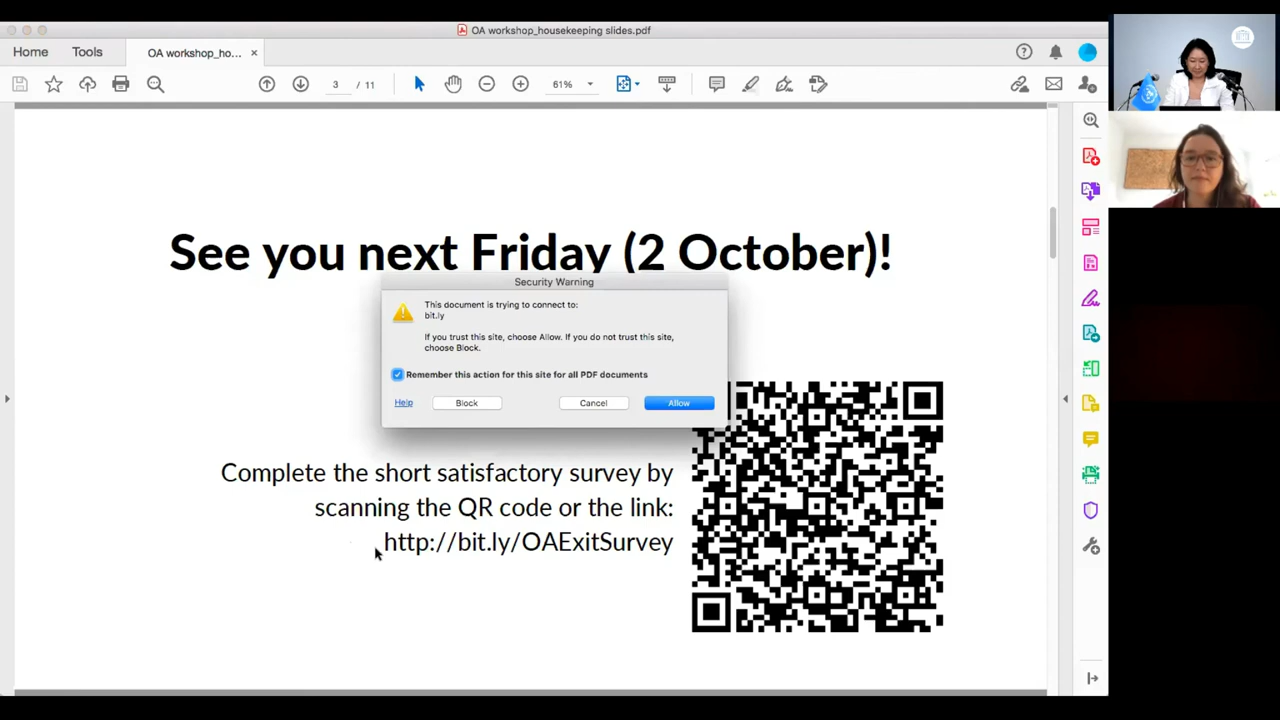 OA workshop_housekeeping slides.pdf
Home
Tools
OA workshop_ho...
3 / 11
61%
See you next Friday (2 October)!
Security Warning
This document is trying to connect to:
bit.ly
If you trust this site, choose Allow. If you do not trust this site,
choose Block.
Remember this action for this site for all PDF documents
Help
Block
Cancel
Allow
Complete the short satisfactory survey by
scanning the QR code or the link:
http://bit.ly/OAExitSurvey